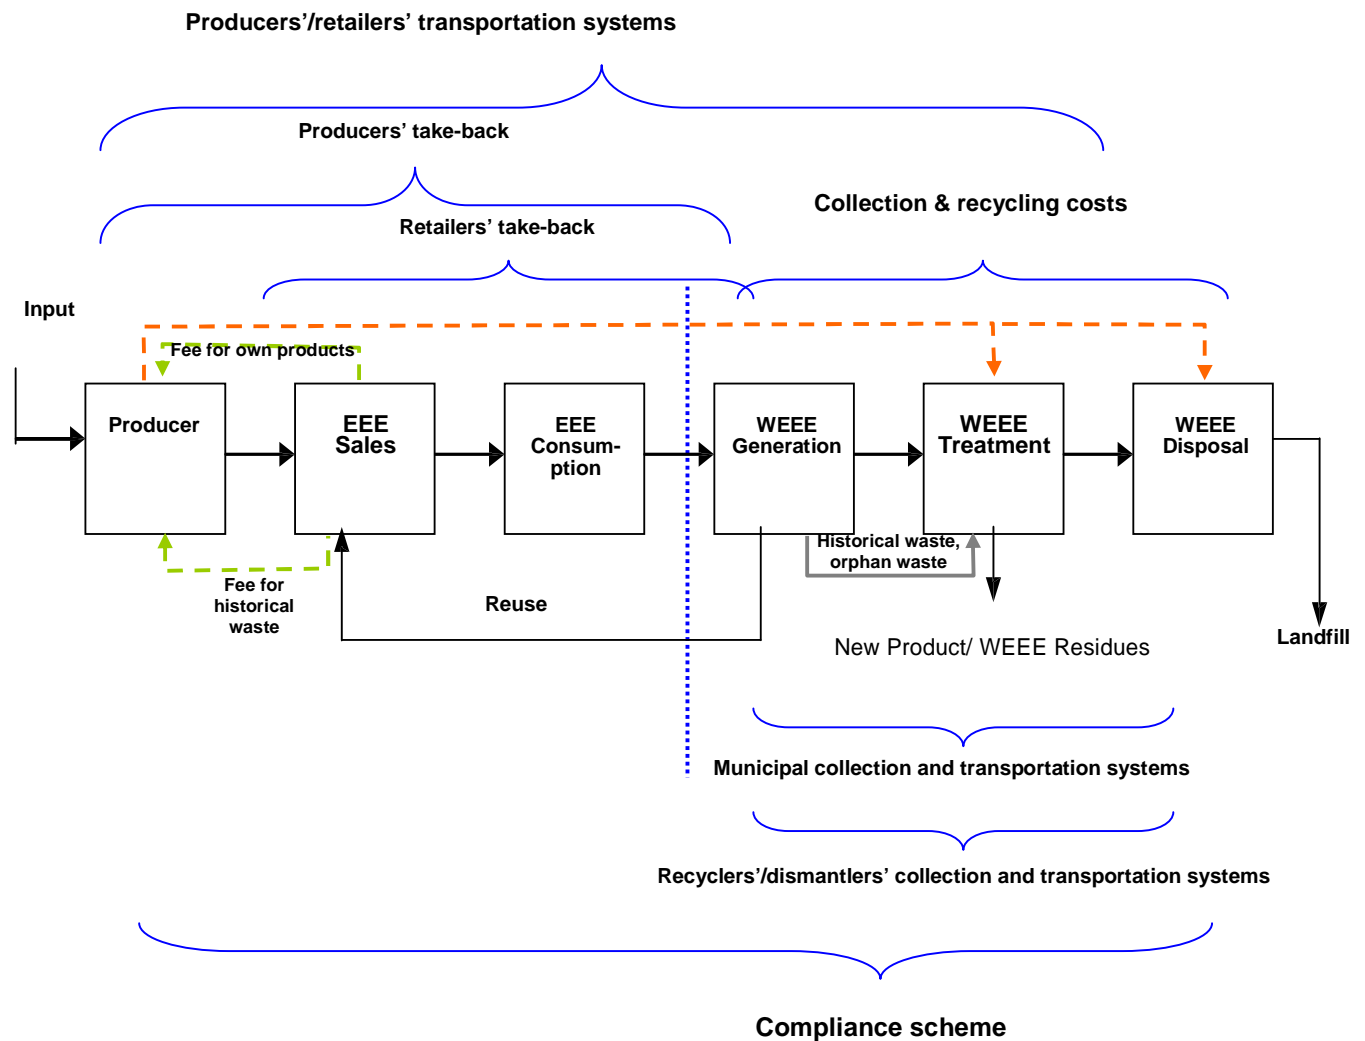 Producers’/retailers’ transportation systems
Producers’ take-back
Collection & recycling costs
Retailers’ take-back
Input
Fee for own products
Producer
EEE
Sales
EEE
Consum-
ption
WEEE
Generation
WEEE
Treatment
WEEE
Disposal
Historical waste,
orphan waste
Fee for
historical
waste
Reuse
New Product/ WEEE Residues
Landfill
Municipal collection and transportation systems
Recyclers’/dismantlers’ collection and transportation systems
Compliance scheme